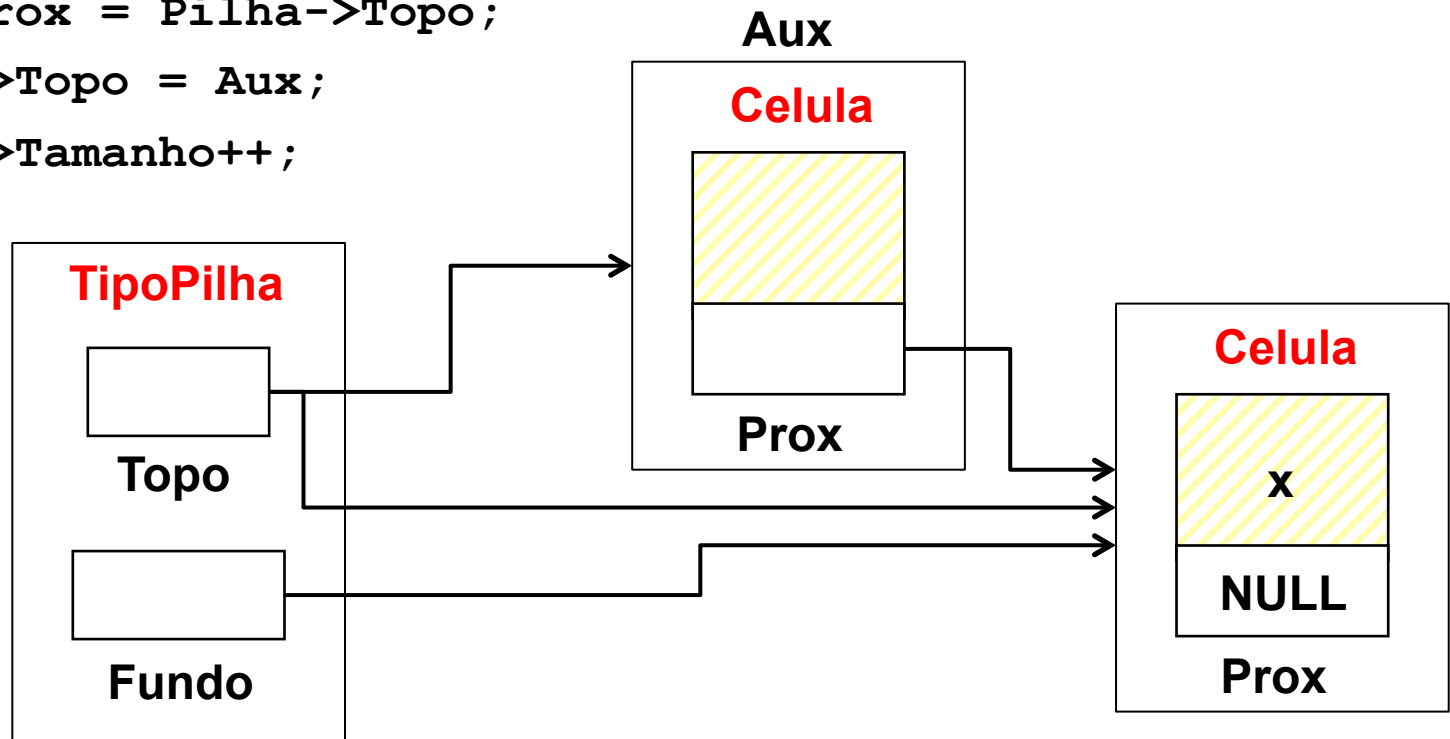 rox = Pilha->Topo;
>Topo = Aux;
>Tamanho++;
Aux
Celula
Prox
TipoPilha
Topo
Fundo
Celula
x
NULL
Prox